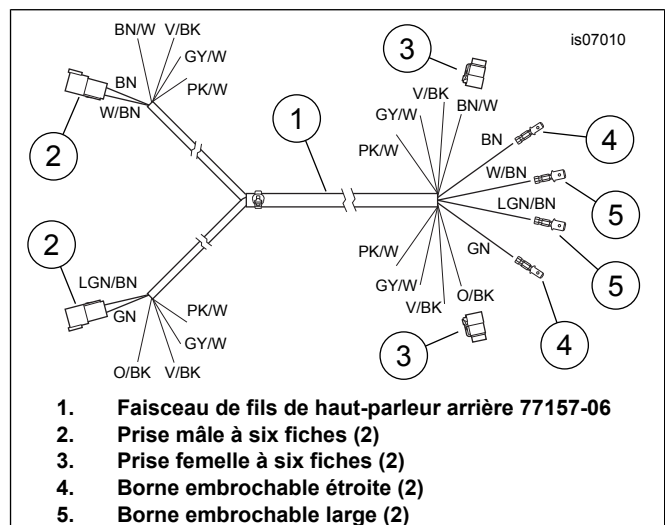 is07010
BN/W V/BK
GY/W
BN
PK/W
W/BN
2
1
3
V/BK
GY/W BN/W
PK/W
BN
4
W/BN
5
LGN/BN
5
GN
4
PK/W
GY/W O/BK
V/BK
3
2
LGN/BN
GN
PK/W
GY/W
O/BK V/BK
1. Faisceau de fils de haut-parleur arrière 77157-06
2. Prise mâle à six fiches (2)
3. Prise femelle à six fiches (2)
4. Borne embrochable étroite (2)
5. Borne embrochable large (2)